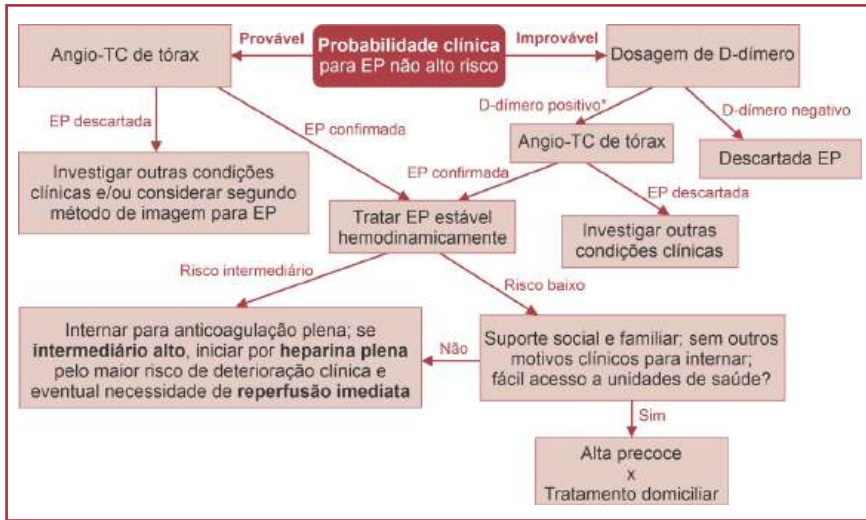 Probabilidade clínica
para EP não alto risco
Provável
Improvável
Angio-TC de tórax
Dosagem de D-dímero
EP descartada
EP confirmada
D-dímero positivo*
D-dímero negativo
Investigar outras condições
clínicas e/ou considerar segundo
método de imagem para EP
Angio-TC de tórax
Descartada EP
EP confirmada
EP descartada
Tratar EP estável
hemodinamicamente
Investigar outras
condições clínicas
Risco intermediário
Risco baixo
Internar para anticoagulação plena; se
intermediário alto, iniciar por heparina plena
pelo maior risco de deterioração clínica e
eventual necessidade de reperfusão imediata
Não
Suporte social e familiar; sem outros
motivos clínicos para internar;
fácil acesso a unidades de saúde?
Sim
Alta precoce
x
Tratamento domiciliar